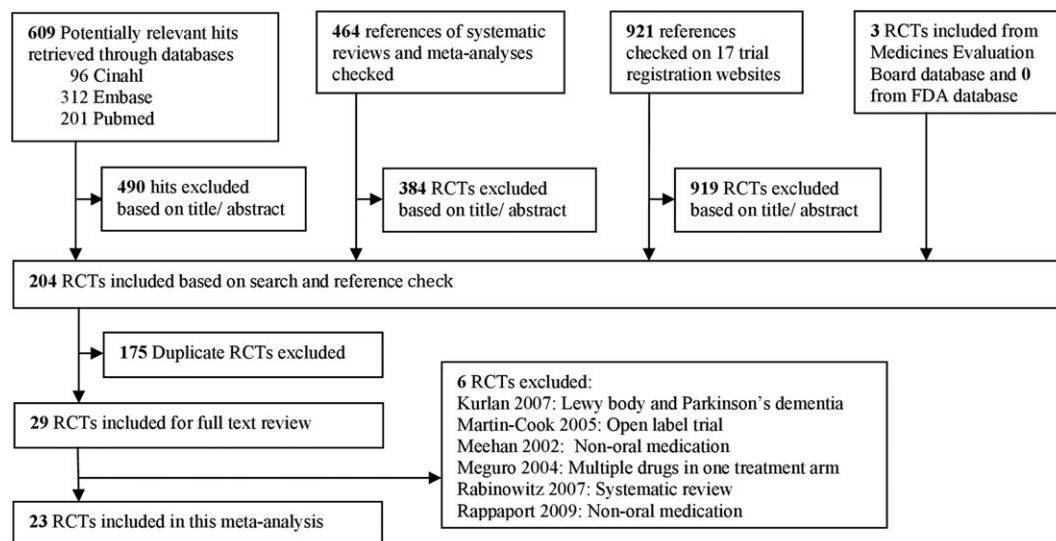 609 Potentially relevant hits
retrieved through databases
96 Cinahl
312 Embase
201 Pubmed
464 references of systematic
reviews and meta-analyses
checked
921 references
checked on 17 trial
registration websites
3 RCTs included from
Medicines Evaluation
Board database and 0
from FDA database
490 hits excluded
based on title/ abstract
384 RCTs excluded
based on title/ abstract
919 RCTs excluded
based on title/ abstract
204 RCTs included based on search and reference check
175 Duplicate RCTs excluded
29 RCTs included for full text review
6 RCTs excluded:
Kurlan 2007: Lewy body and Parkinson's dementia
Martin-Cook 2005: Open label trial
Meehan 2002: Non-oral medication
Meguro 2004: Multiple drugs in one treatment arm
Rabinowitz 2007: Systematic review
Rappaport 2009: Non-oral medication
23 RCTs included in this meta-analysis